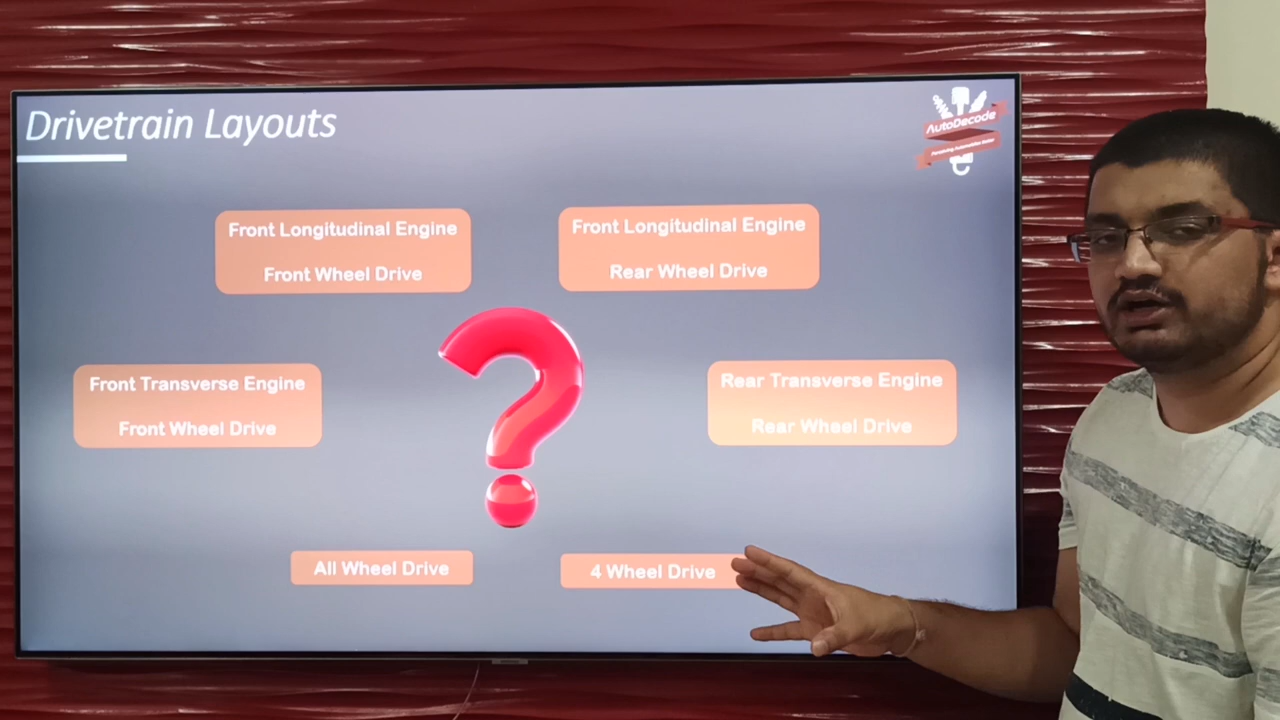 Drivetrain Layouts
AutoDecode
Front Longitudinal Engine
Front Wheel Drive
Front Longitudinal Engine
Rear Wheel Drive
Front Transverse Engine
Front Wheel Drive
Rear Transverse Engine
Rear Wheel Drive
All Wheel Drive
4 Wheel Drive